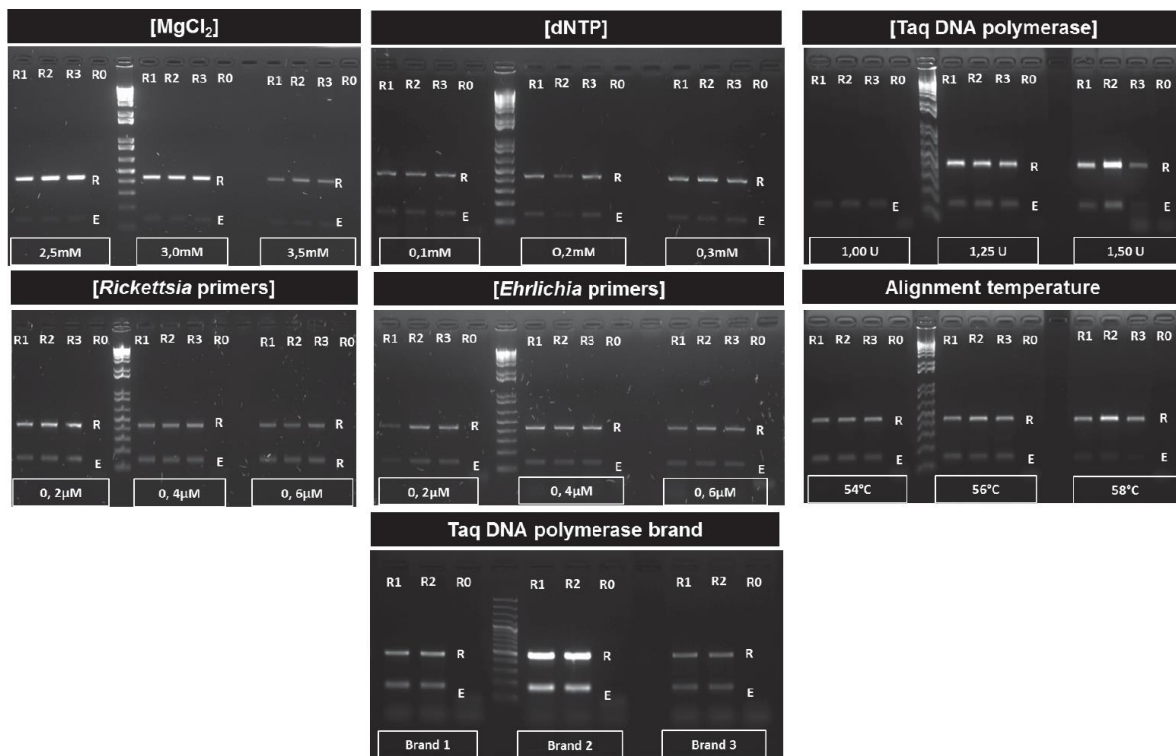 [MgCl₂]
R1 R2 R3 R0 R1 R2 R3 R0 R1 R2 R3 R0
R R R
E E E
2,5mM 3,0mM 3,5mM
[dNTP]
R1 R2 R3 R0 R1 R2 R3 R0 R1 R2 R3 R0
R R R
E E E
0,1mM 0,2mM 0,3mM
[Taq DNA polymerase]
R1 R2 R3 R0 R1 R2 R3 R0 R1 R2 R3 R0
R R
E E E
1,00 U 1,25 U 1,50 U
[Rickettsia primers]
R1 R2 R3 R0 R1 R2 R3 R0 R1 R2 R3 R0
R R R
E E R
0, 2µM 0, 4µM 0, 6µM
[Ehrlichia primers]
R1 R2 R3 R0 R1 R2 R3 R0 R1 R2 R3 R0
R R R
E E E
0, 2µM 0, 4µM 0, 6µM
Alignment temperature
R1 R2 R3 R0 R1 R2 R3 R0 R1 R2 R3 R0
R R R
E E E
54°C 56°C 58°C
Taq DNA polymerase brand
R1 R2 R0 R1 R2 R0 R1 R2 R0
R R R
E E E
Brand 1 Brand 2 Brand 3